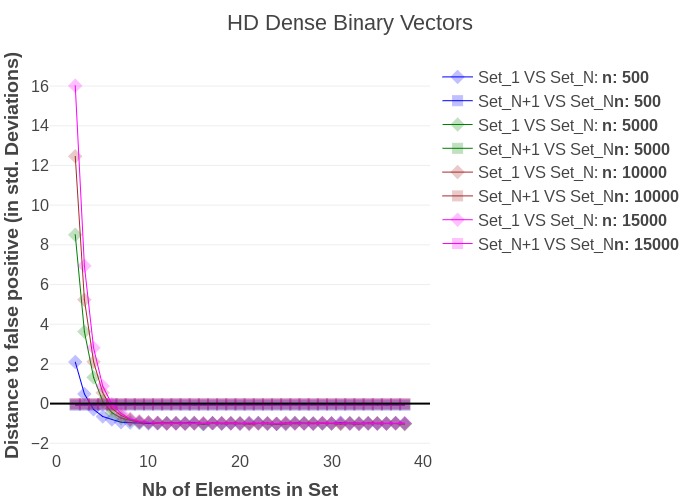 HD Dense Binary Vectors
Distance to false positive (in std. Deviations)
16
14
12
10
8
6
4
2
0
−2
0
10
20
30
40
Nb of Elements in Set
Set_1 VS Set_N: n: 500
Set_N+1 VS Set_Nn: 500
Set_1 VS Set_N: n: 5000
Set_N+1 VS Set_Nn: 5000
Set_1 VS Set_N: n: 10000
Set_N+1 VS Set_Nn: 10000
Set_1 VS Set_N: n: 15000
Set_N+1 VS Set_Nn: 15000